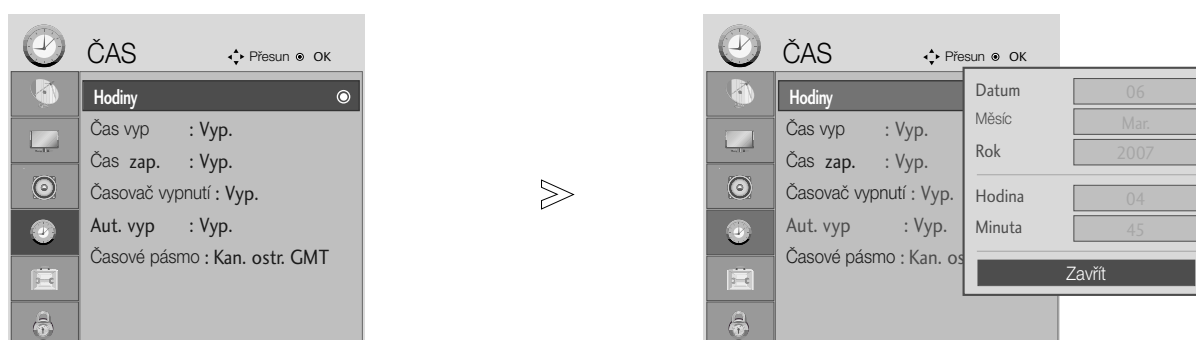 ČAS
Přesun OK
Hodiny
Čas vyp : Vyp.
Čas zap. : Vyp.
Časovač vypnutí : Vyp.
Aut. vyp : Vyp.
Časové pásmo : Kan. ostr. GMT
ČAS
Přesun OK
Hodiny
Čas vyp : Vyp.
Čas zap. : Vyp.
Časovač vypnutí : Vyp.
Aut. vyp : Vyp.
Časové pásmo : Kan. os
Datum 06
Měsíc Mar.
Rok 2007
Hodina 04
Minuta 45
Zavřít